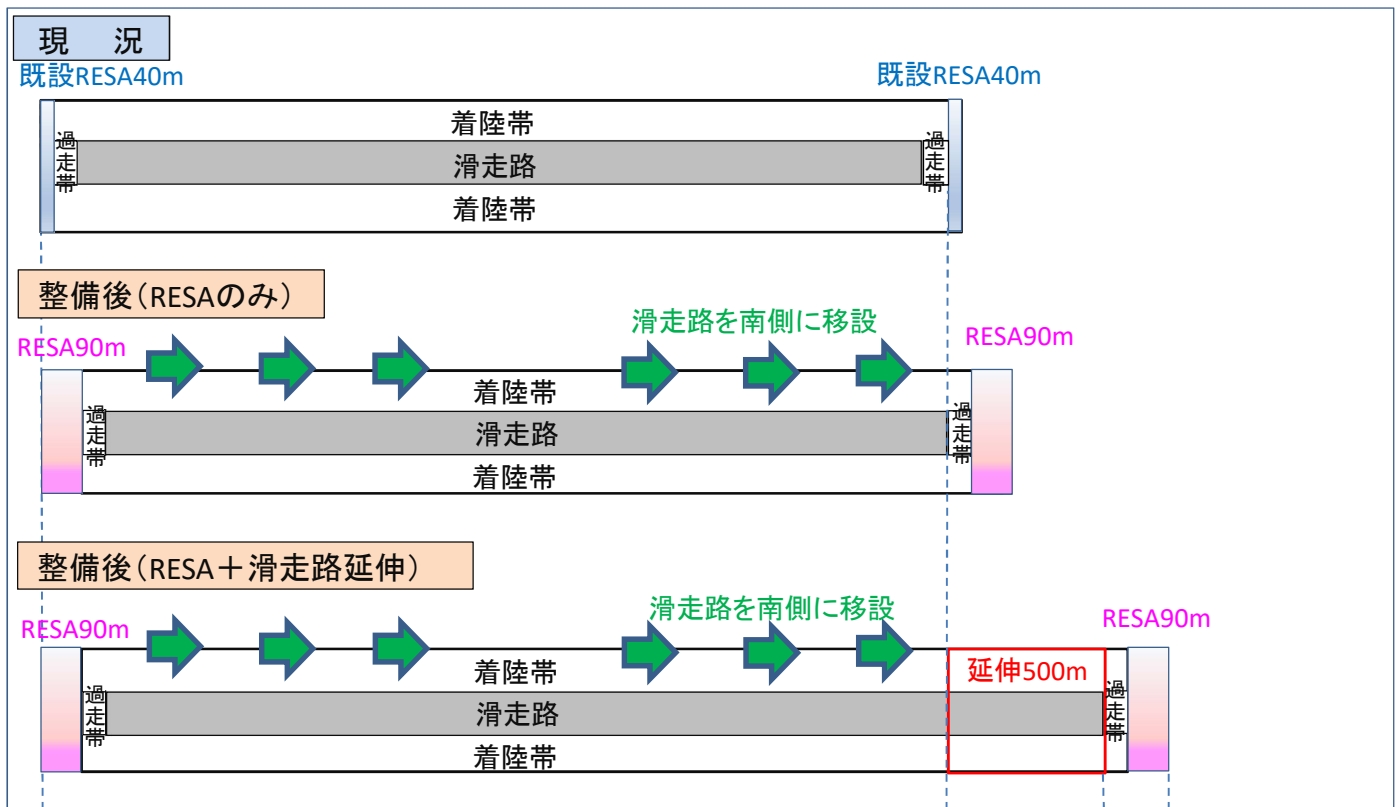 現　況
既設RESA40m
既設RESA40m
着陸帯
過走帯
滑走路
過走帯
着陸帯
整備後（RESAのみ）
滑走路を南側に移設
RESA90m
RESA90m
着陸帯
過走帯
滑走路
過走帯
着陸帯
整備後（RESA＋滑走路延伸）
滑走路を南側に移設
RESA90m
RESA90m
着陸帯
延伸500m
過走帯
滑走路
過走帯
着陸帯